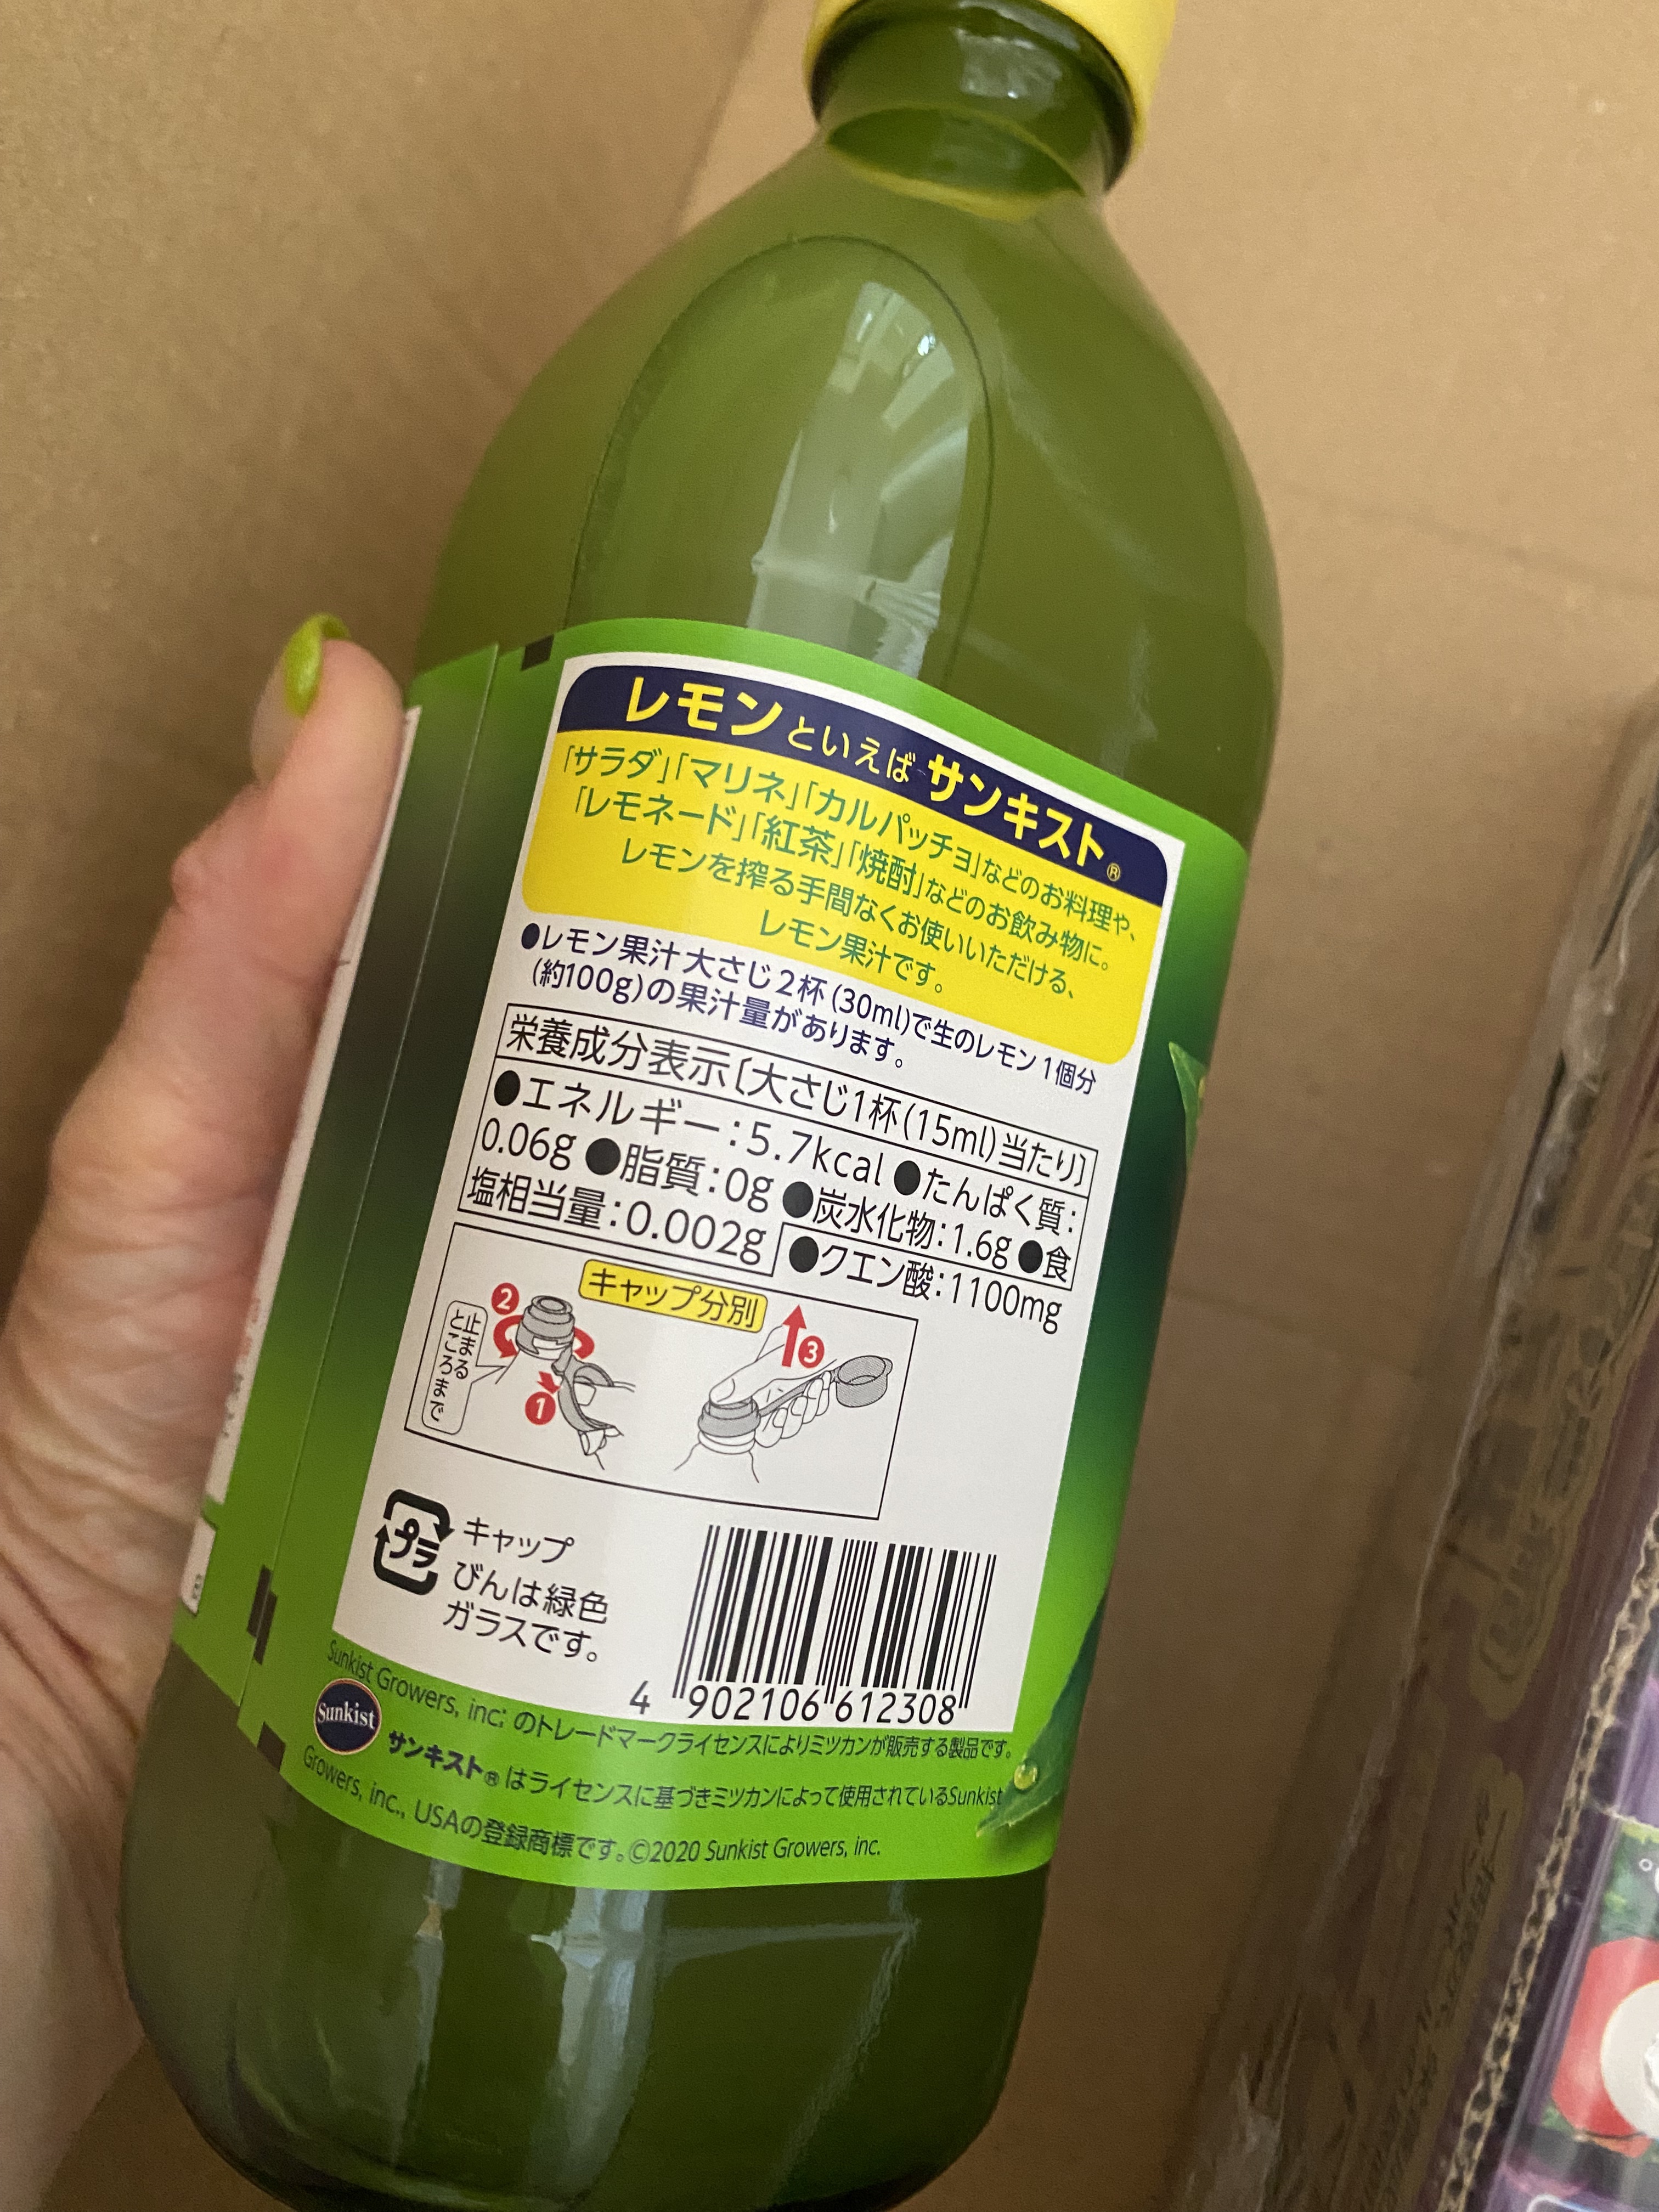 レモンといえばサンキスト®
「サラダ」「マリネ」「カルパッチョ」などのお料理や、
「レモネード」「紅茶」「焼酎」などのお飲み物に。
レモンを搾る手間なくお使いいただける、
レモン果汁です。
●レモン果汁大さじ2杯(30ml)で生のレモン1個分
(約100g)の果汁量があります。
栄養成分表示〔大さじ1杯(15ml)当たり〕
●エネルギー:5.7kcal ●たんぱく質:
0.06g ●脂質:0g ●炭水化物:1.6g ●食
塩相当量:0.002g
●クエン酸:1100mg
キャップ分別
2
止まる
ところまで
1
3
プラ
キャップ
びんは緑色
ガラスです。
4 902106 612308
Sunkist Growers, inc. のトレードマークライセンスによりミツカンが販売する製品です。
Sunkist
サンキスト®はライセンスに基づきミツカンによって使用されているSunkist
Growers, inc., USAの登録商標です。©2020 Sunkist Growers, inc.